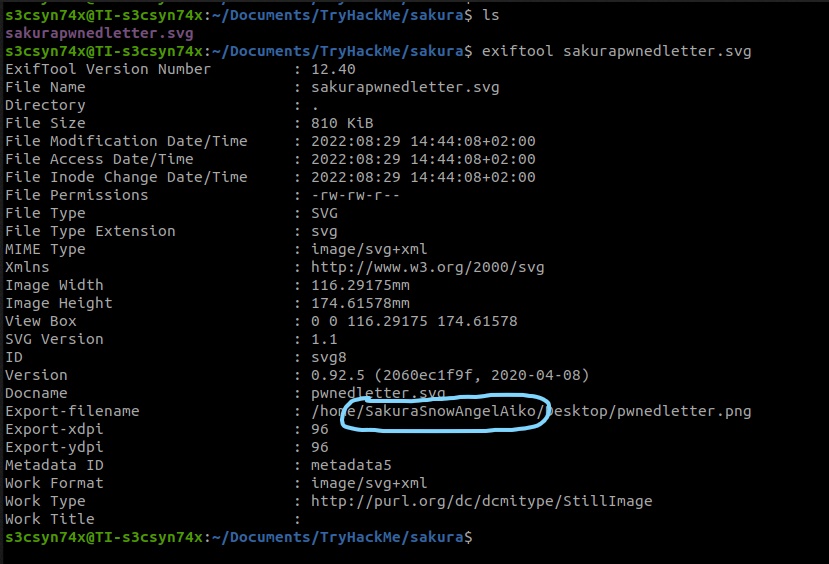 s3csyn74x@TI-s3csyn74x:~/Documents/TryHackMe/sakura$ ls
sakurapwnedletter.svg
s3csyn74x@TI-s3csyn74x:~/Documents/TryHackMe/sakura$ exiftool sakurapwnedletter.svg
ExifTool Version Number : 12.40
File Name : sakurapwnedletter.svg
Directory : .
File Size : 810 KiB
File Modification Date/Time : 2022:08:29 14:44:08+02:00
File Access Date/Time : 2022:08:29 14:44:08+02:00
File Inode Change Date/Time : 2022:08:29 14:44:08+02:00
File Permissions : -rw-rw-r--
File Type : SVG
File Type Extension : svg
MIME Type : image/svg+xml
Xmlns : http://www.w3.org/2000/svg
Image Width : 116.29175mm
Image Height : 174.61578mm
View Box : 0 0 116.29175 174.61578
SVG Version : 1.1
ID : svg8
Version : 0.92.5 (2060ec1f9f, 2020-04-08)
Docname : pwnedletter.svg
Export-filename : /home/SakuraSnowAngelAiko/Desktop/pwnedletter.png
Export-xdpi : 96
Export-ydpi : 96
Metadata ID : metadata5
Work Format : image/svg+xml
Work Type : http://purl.org/dc/dcmitype/StillImage
Work Title :
s3csyn74x@TI-s3csyn74x:~/Documents/TryHackMe/sakura$